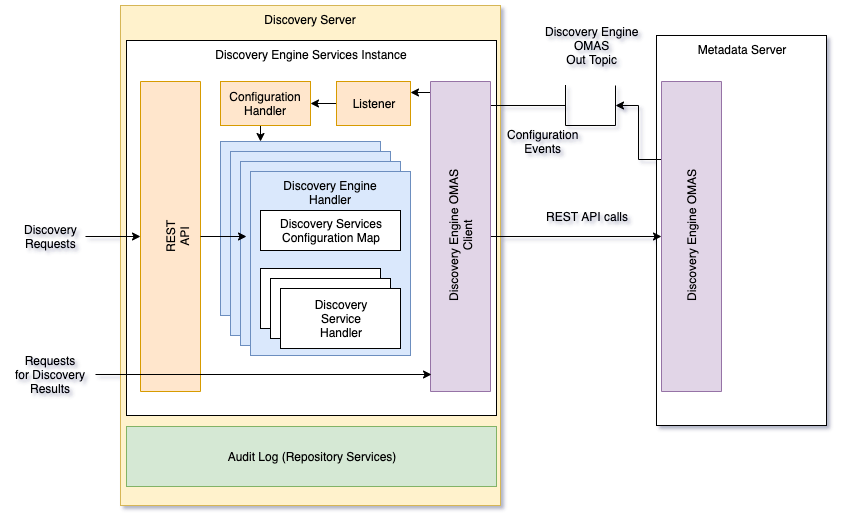 Discovery Server
Discovery Engine Services Instance
Discovery Engine
OMAS
Out Topic
Metadata Server
Configuration
Handler
Listener
Configuration
Events
Discovery Engine
Handler
Discovery Services
Configuration Map
Discovery
Service
Handler
REST
API
Discovery Engine OMAS
Client
Discovery Engine OMAS
REST API calls
Discovery
Requests
Requests
for Discovery
Results
Audit Log (Repository Services)